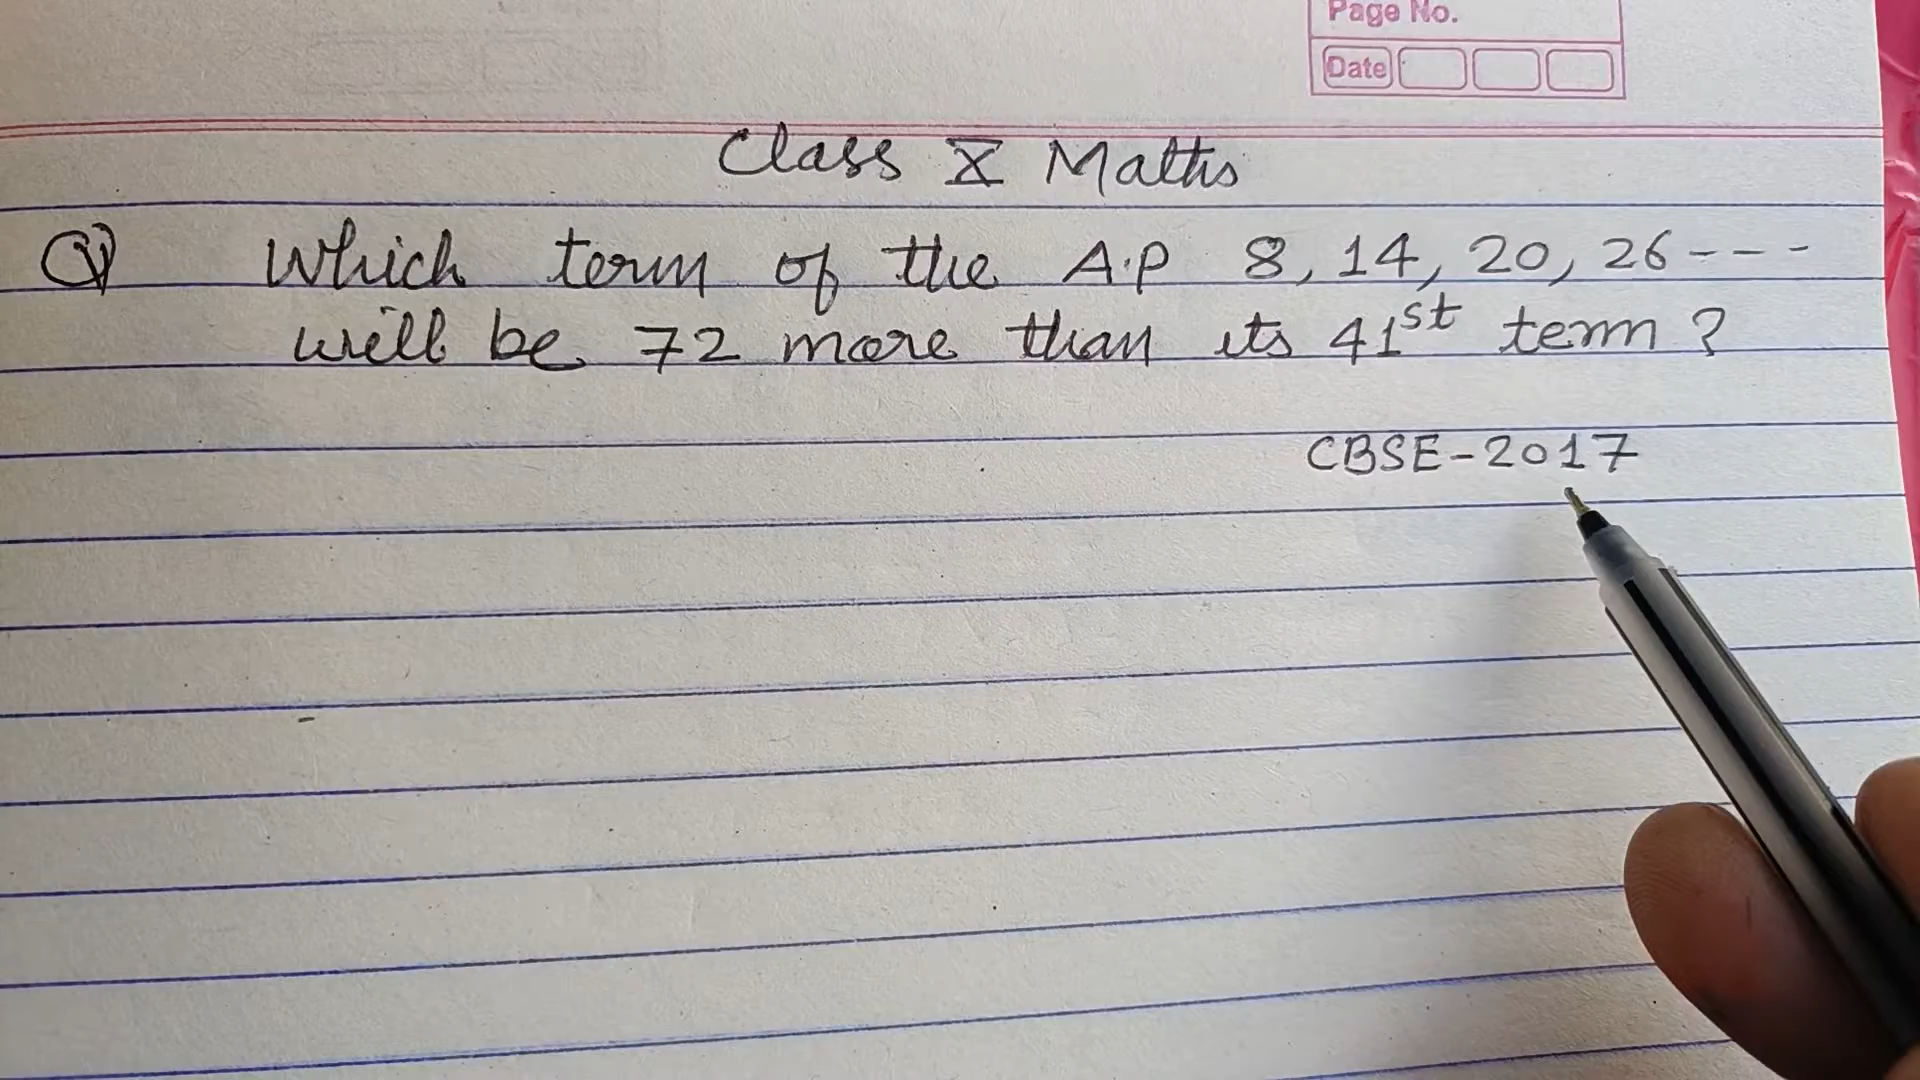 Page No.
Date
Class X Maths
Q) Which term of the A.P 8, 14, 20, 26 - - -
will be 72 more than its 41st term ?
CBSE-2017